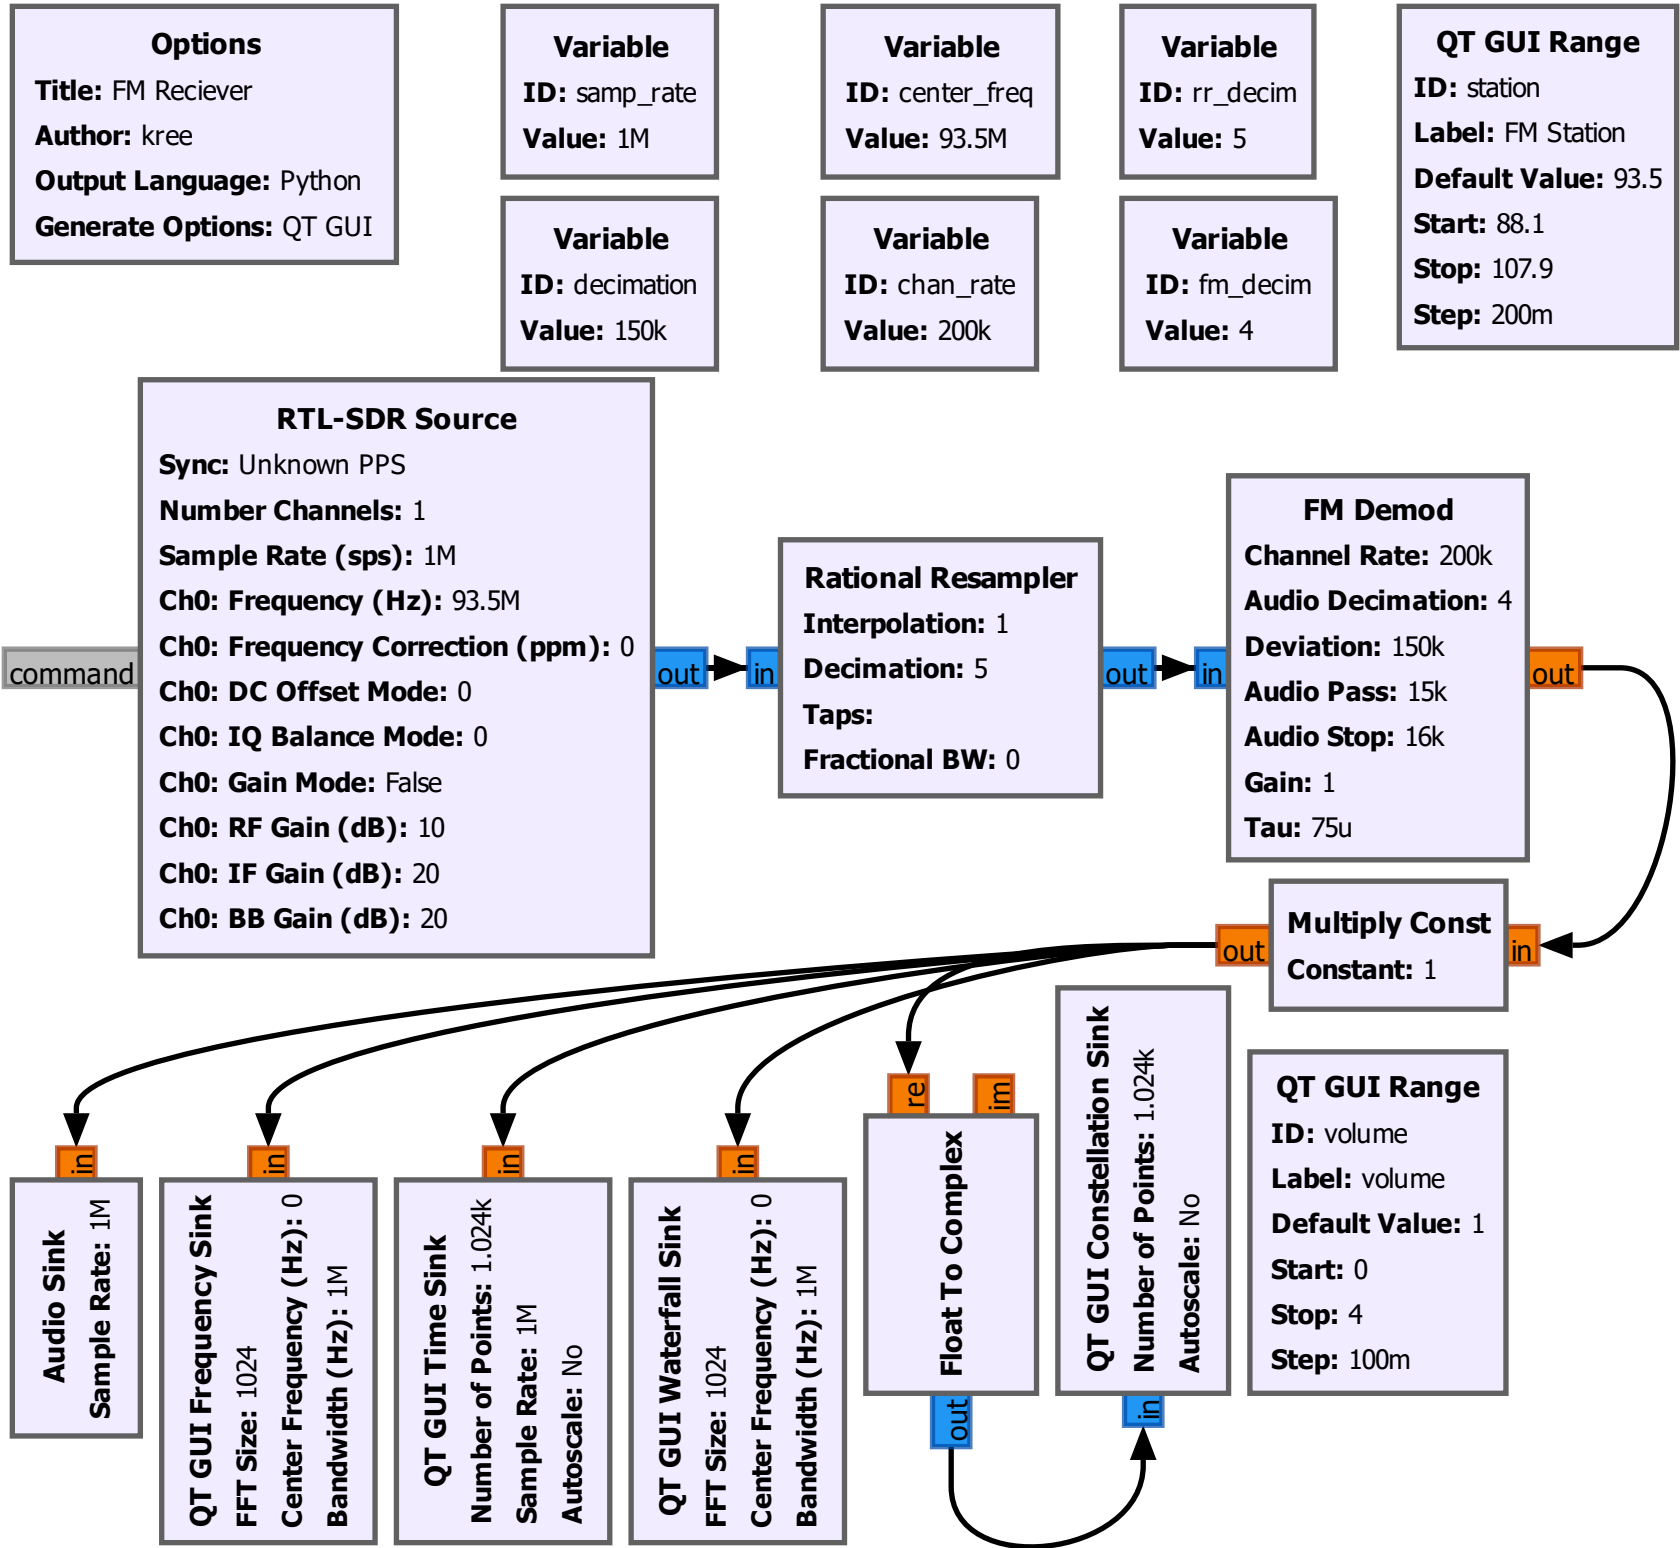 Options
Title: FM Reciever
Author: kree
Output Language: Python
Generate Options: QT GUI
Variable
ID: samp_rate
Value: 1M
Variable
ID: center_freq
Value: 93.5M
Variable
ID: rr_decim
Value: 5
QT GUI Range
ID: station
Label: FM Station
Default Value: 93.5
Start: 88.1
Stop: 107.9
Step: 200m
Variable
ID: decimation
Value: 150k
Variable
ID: chan_rate
Value: 200k
Variable
ID: fm_decim
Value: 4
command
RTL-SDR Source
Sync: Unknown PPS
Number Channels: 1
Sample Rate (sps): 1M
Ch0: Frequency (Hz): 93.5M
Ch0: Frequency Correction (ppm): 0
Ch0: DC Offset Mode: 0
Ch0: IQ Balance Mode: 0
Ch0: Gain Mode: False
Ch0: RF Gain (dB): 10
Ch0: IF Gain (dB): 20
Ch0: BB Gain (dB): 20
out
in
Rational Resampler
Interpolation: 1
Decimation: 5
Taps:
Fractional BW: 0
out
in
FM Demod
Channel Rate: 200k
Audio Decimation: 4
Deviation: 150k
Audio Pass: 15k
Audio Stop: 16k
Gain: 1
Tau: 75u
out
out
Multiply Const
Constant: 1
in
in
Audio Sink
Sample Rate: 1M
in
QT GUI Frequency Sink
FFT Size: 1024
Center Frequency (Hz): 0
Bandwidth (Hz): 1M
in
QT GUI Time Sink
Number of Points: 1.024k
Sample Rate: 1M
Autoscale: No
in
QT GUI Waterfall Sink
FFT Size: 1024
Center Frequency (Hz): 0
Bandwidth (Hz): 1M
re
im
Float To Complex
out
QT GUI Constellation Sink
Number of Points: 1.024k
Autoscale: No
in
QT GUI Range
ID: volume
Label: volume
Default Value: 1
Start: 0
Stop: 4
Step: 100m